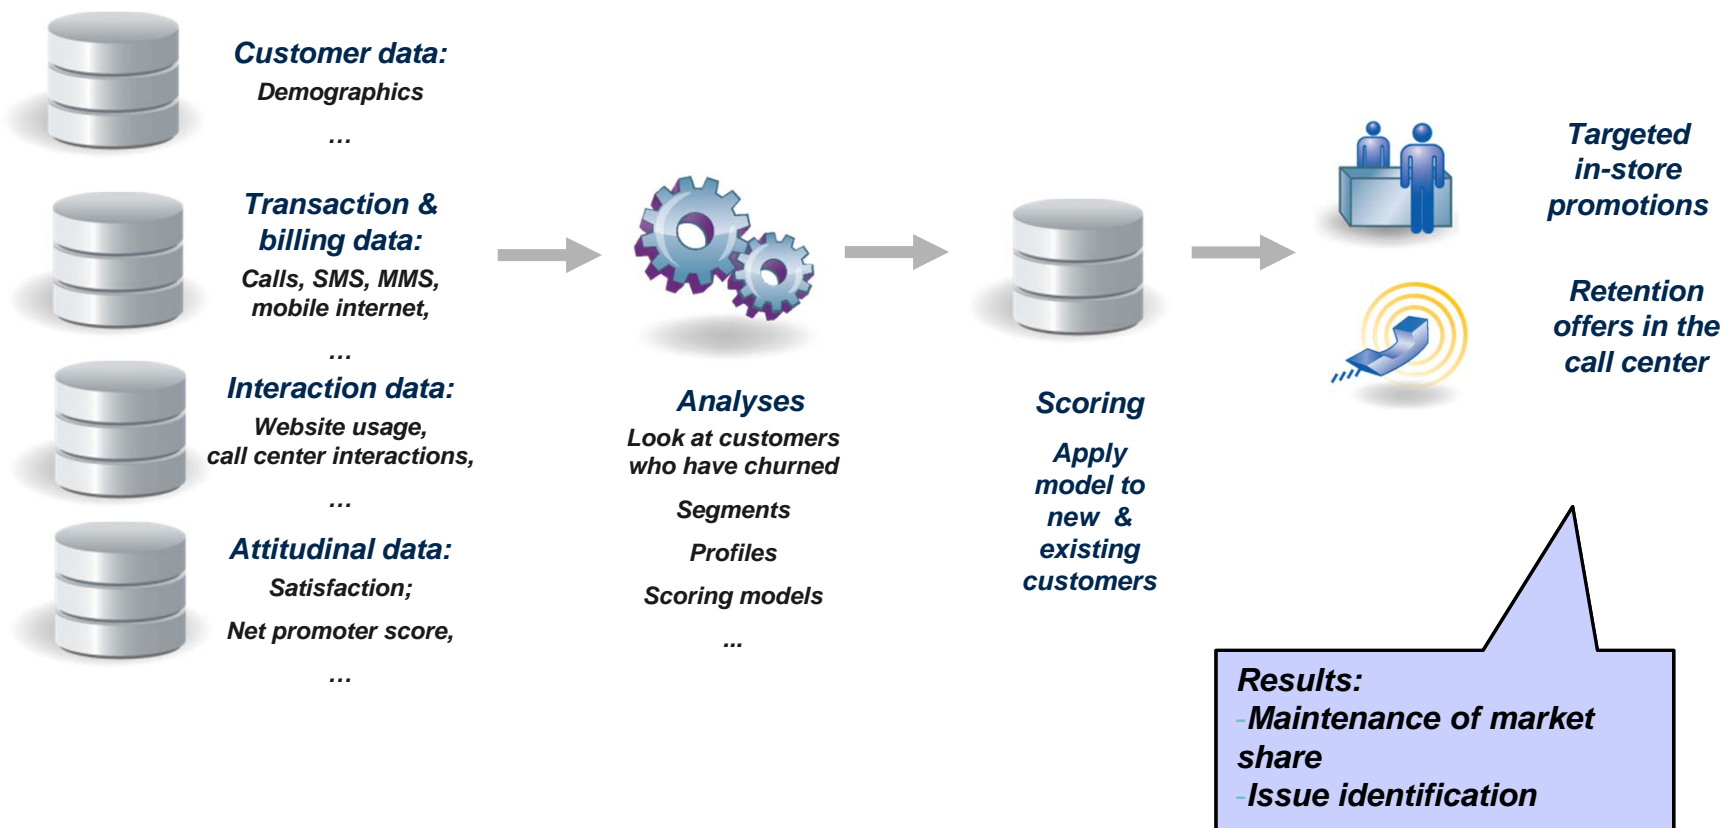 Customer data:
Demographics
…
Transaction &
billing data:
Calls, SMS, MMS,
mobile internet,
…
Interaction data:
Website usage,
call center interactions,
…
Attitudinal data:
Satisfaction;
Net promoter score,
…
Analyses
Look at customers
who have churned
Segments
Profiles
Scoring models
...
Scoring
Apply
model to
new &
existing
customers
Targeted
in-store
promotions
Retention
offers in the
call center
Results:
-Maintenance of market
share
-Issue identification